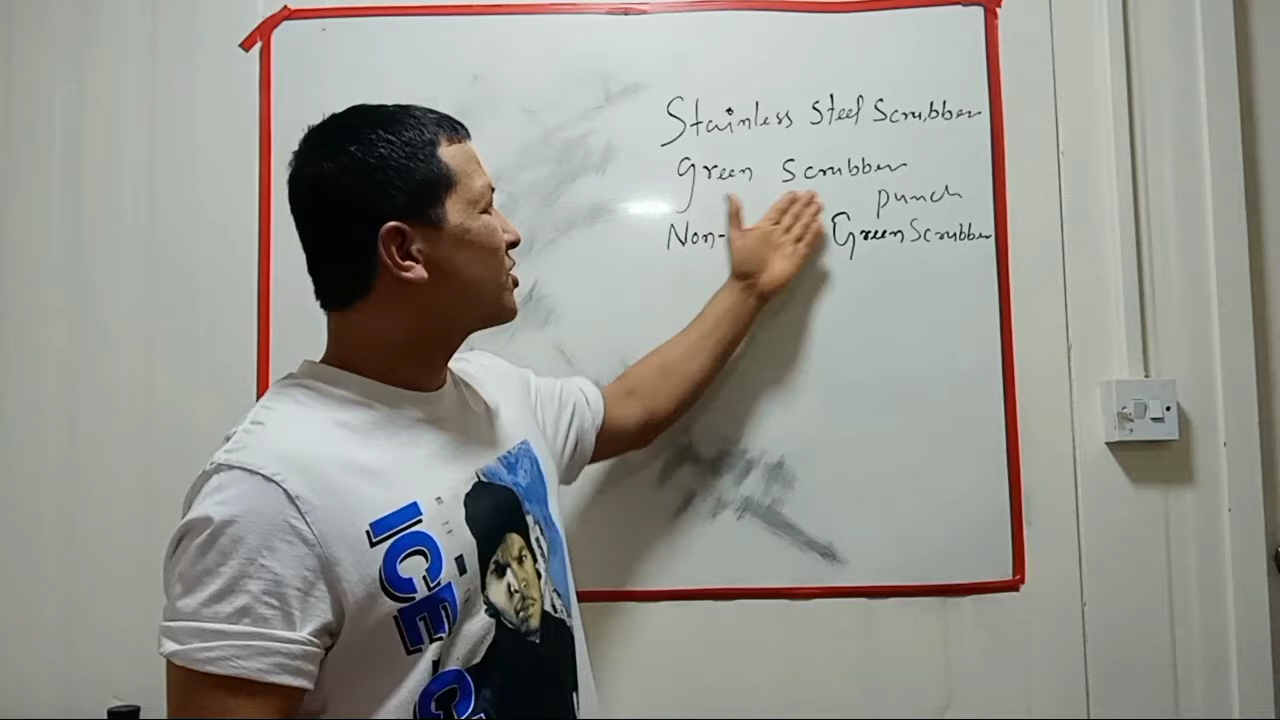 Stainless Steel Scrubber
green scrubber
punch
Non- Green Scrubber
ICE C